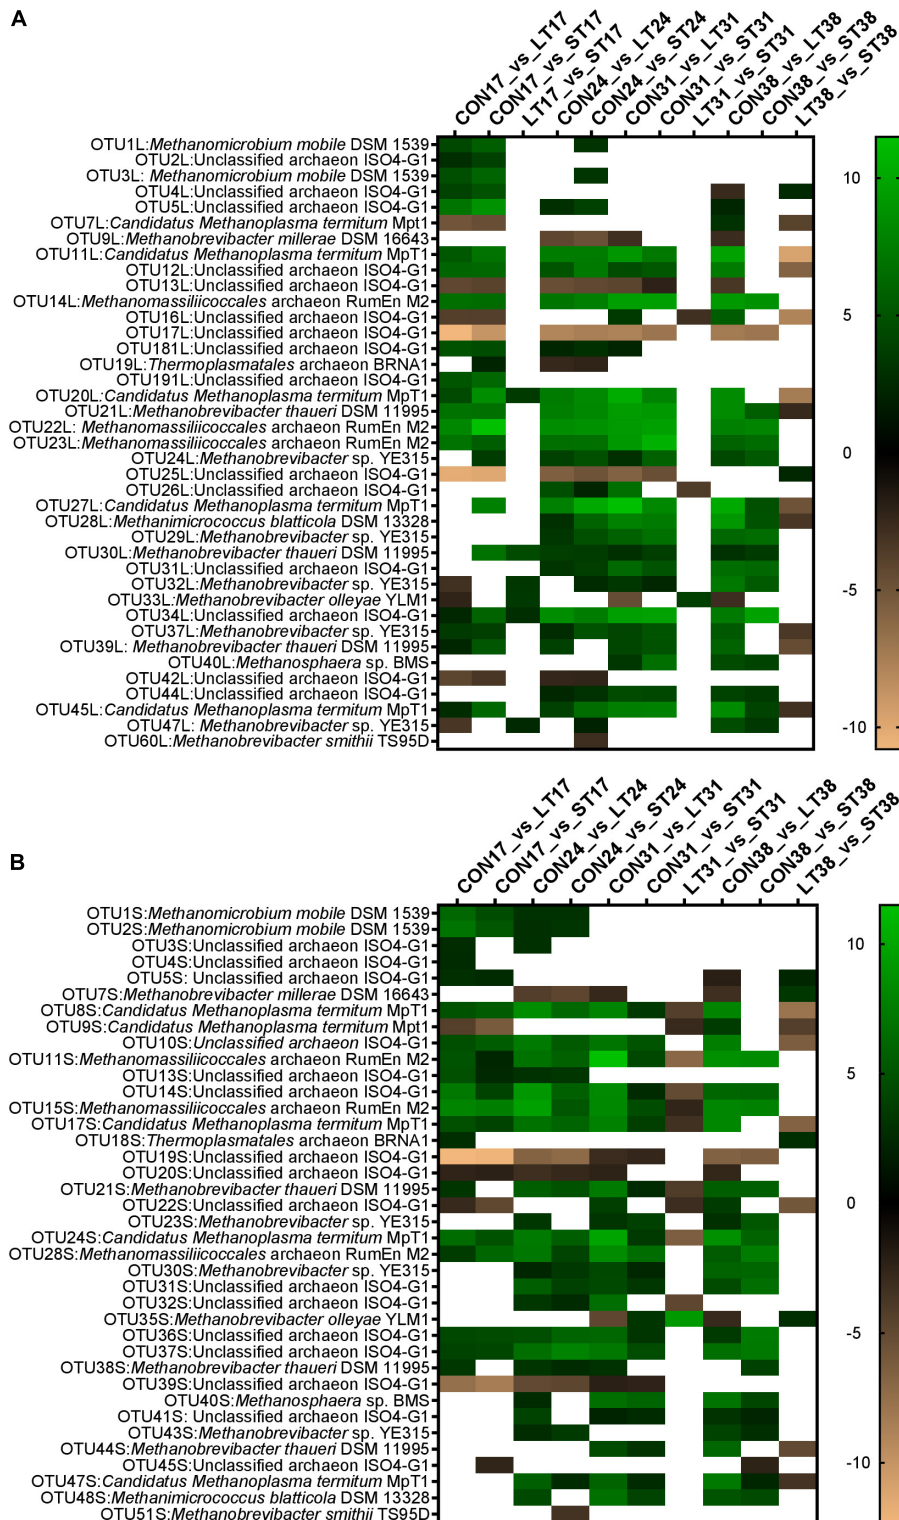 A
CON17_vs_LT17
CON17_vs_ST17
LT17_vs_ST17
CON24_vs_LT24
CON24_vs_ST24
CON31_vs_LT31
CON31_vs_ST31
LT31_vs_ST31
CON38_vs_LT38
CON38_vs_ST38
LT38_vs_ST38
OTU1L:Methanomicrobium mobile DSM 1539
OTU2L:Unclassified archaeon ISO4-G1
OTU3L: Methanomicrobium mobile DSM 1539
OTU4L:Unclassified archaeon ISO4-G1
OTU5L:Unclassified archaeon ISO4-G1
OTU7L:Candidatus Methanoplasma termitum Mpt1
OTU9L:Methanobrevibacter millerae DSM 16643
OTU11L:Candidatus Methanoplasma termitum MpT1
OTU12L:Unclassified archaeon ISO4-G1
OTU13L:Unclassified archaeon ISO4-G1
OTU14L:Methanomassiliicoccales archaeon RumEn M2
OTU16L:Unclassified archaeon ISO4-G1
OTU17L:Unclassified archaeon ISO4-G1
OTU181L:Unclassified archaeon ISO4-G1
OTU19L:Thermoplasmatales archaeon BRNA1
OTU191L:Unclassified archaeon ISO4-G1
OTU20L:Candidatus Methanoplasma termitum MpT1
OTU21L:Methanobrevibacter thaueri DSM 11995
OTU22L: Methanomassiliicoccales archaeon RumEn M2
OTU23L:Methanomassiliicoccales archaeon RumEn M2
OTU24L:Methanobrevibacter sp. YE315
OTU25L:Unclassified archaeon ISO4-G1
OTU26L:Unclassified archaeon ISO4-G1
OTU27L:Candidatus Methanoplasma termitum MpT1
OTU28L:Methanimicrococcus blatticola DSM 13328
OTU29L:Methanobrevibacter sp. YE315
OTU30L:Methanobrevibacter thaueri DSM 11995
OTU31L:Unclassified archaeon ISO4-G1
OTU32L:Methanobrevibacter sp. YE315
OTU33L:Methanobrevibacter olleyae YLM1
OTU34L:Unclassified archaeon ISO4-G1
OTU37L:Methanobrevibacter sp. YE315
OTU39L: Methanobrevibacter thaueri DSM 11995
OTU40L:Methanosphaera sp. BMS
OTU42L:Unclassified archaeon ISO4-G1
OTU44L:Unclassified archaeon ISO4-G1
OTU45L:Candidatus Methanoplasma termitum MpT1
OTU47L: Methanobrevibacter sp. YE315
OTU60L:Methanobrevibacter smithii TS95D
10
5
0
-5
-10
B
CON17_vs_LT17
CON17_vs_ST17
CON24_vs_LT24
CON24_vs_ST24
CON31_vs_LT31
CON31_vs_ST31
LT31_vs_ST31
CON38_vs_LT38
CON38_vs_ST38
LT38_vs_ST38
OTU1S:Methanomicrobium mobile DSM 1539
OTU2S:Methanomicrobium mobile DSM 1539
OTU3S:Unclassified archaeon ISO4-G1
OTU4S:Unclassified archaeon ISO4-G1
OTU5S: Unclassified archaeon ISO4-G1
OTU7S:Methanobrevibacter millerae DSM 16643
OTU8S:Candidatus Methanoplasma termitum MpT1
OTU9S:Candidatus Methanoplasma termitum Mpt1
OTU10S:Unclassified archaeon ISO4-G1
OTU11S:Methanomassiliicoccales archaeon RumEn M2
OTU13S:Unclassified archaeon ISO4-G1
OTU14S:Unclassified archaeon ISO4-G1
OTU15S:Methanomassiliicoccales archaeon RumEn M2
OTU17S:Candidatus Methanoplasma termitum MpT1
OTU18S:Thermoplasmatales archaeon BRNA1
OTU19S:Unclassified archaeon ISO4-G1
OTU20S:Unclassified archaeon ISO4-G1
OTU21S:Methanobrevibacter thaueri DSM 11995
OTU22S:Unclassified archaeon ISO4-G1
OTU23S:Methanobrevibacter sp. YE315
OTU24S:Candidatus Methanoplasma termitum MpT1
OTU28S:Methanomassiliicoccales archaeon RumEn M2
OTU30S:Methanobrevibacter sp. YE315
OTU31S:Unclassified archaeon ISO4-G1
OTU32S:Unclassified archaeon ISO4-G1
OTU35S:Methanobrevibacter olleyae YLM1
OTU36S:Unclassified archaeon ISO4-G1
OTU37S:Unclassified archaeon ISO4-G1
OTU38S:Methanobrevibacter thaueri DSM 11995
OTU39S:Unclassified archaeon ISO4-G1
OTU40S:Methanosphaera sp. BMS
OTU41S: Unclassified archaeon ISO4-G1
OTU43S:Methanobrevibacter sp. YE315
OTU44S:Methanobrevibacter thaueri DSM 11995
OTU45S:Unclassified archaeon ISO4-G1
OTU47S:Candidatus Methanoplasma termitum MpT1
OTU48S:Methanimicrococcus blatticola DSM 13328
OTU51S:Methanobrevibacter smithii TS95D
10
5
0
-5
-10